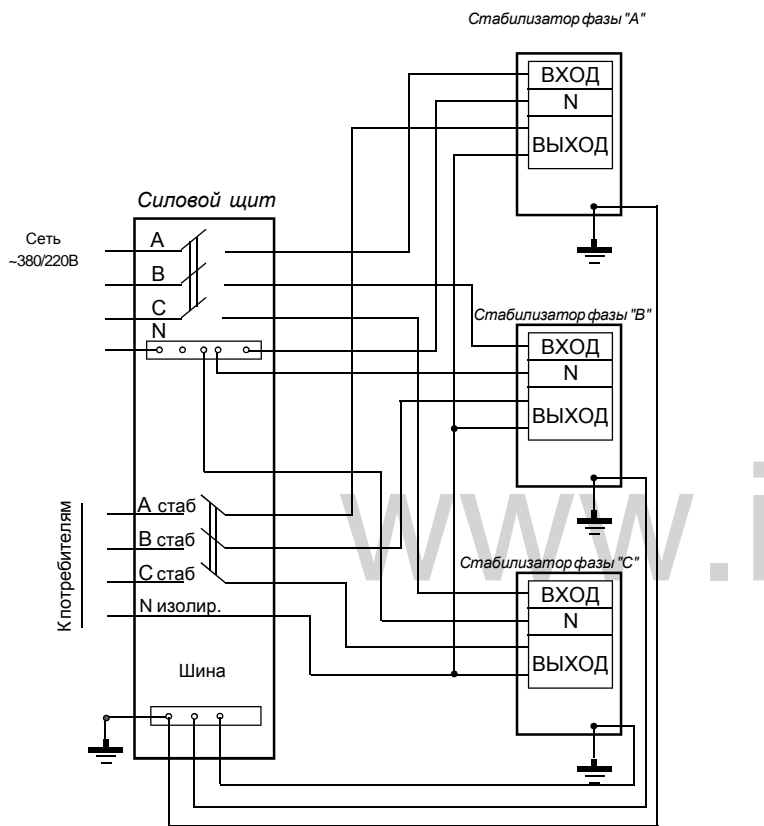 Стабилизатор фазы "А"
ВХОД
N
ВЫХОД
Силовой щит
Сеть
~380/220В
А
В
С
N
Стабилизатор фазы "В"
ВХОД
N
ВЫХОД
К потребителям
А стаб
В стаб
С стаб
N изолир.
Шина
Стабилизатор фазы "С"
ВХОД
N
ВЫХОД
www.i